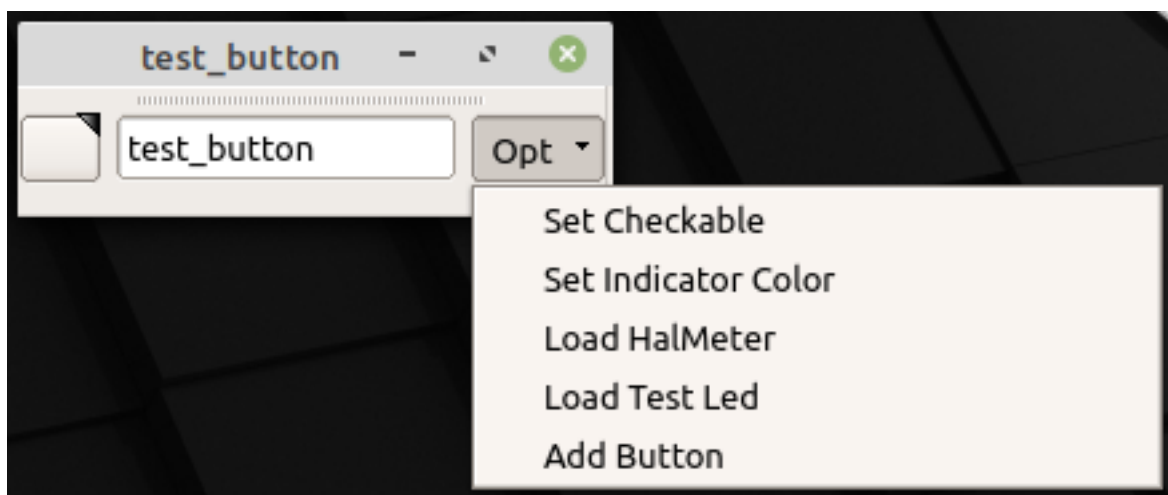 test_button
test_button
Opt
Set Checkable
Set Indicator Color
Load HalMeter
Load Test Led
Add Button